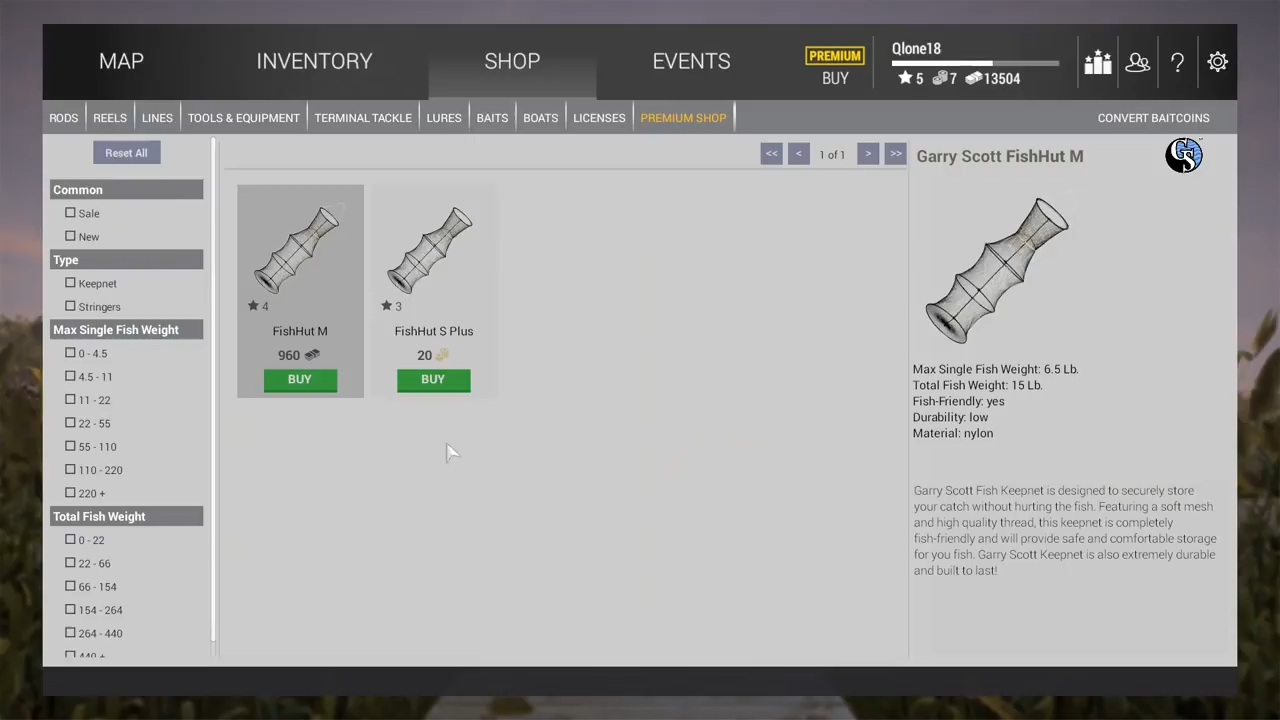 MAP
INVENTORY
SHOP
EVENTS
PREMIUM
BUY
Qlone18
5 7 13504
?
RODS
REELS
LINES
TOOLS & EQUIPMENT
TERMINAL TACKLE
LURES
BAITS
BOATS
LICENSES
PREMIUM SHOP
CONVERT BAITCOINS
Reset All
Common
Sale
New
Type
Keepnet
Stringers
Max Single Fish Weight
0 - 4.5
4.5 - 11
11 - 22
22 - 55
55 - 110
110 - 220
220 +
Total Fish Weight
0 - 22
22 - 66
66 - 154
154 - 264
264 - 440
440 +
<< < 1 of 1 > >>
4
FishHut M
960
BUY
3
FishHut S Plus
20
BUY
Garry Scott FishHut M
GS
Max Single Fish Weight: 6.5 Lb.
Total Fish Weight: 15 Lb.
Fish-Friendly: yes
Durability: low
Material: nylon
Garry Scott Fish Keepnet is designed to securely store
your catch without hurting the fish. Featuring a soft mesh
and high quality thread, this keepnet is completely
fish-friendly and will provide safe and comfortable storage
for you fish. Garry Scott Keepnet is also extremely durable
and built to last!